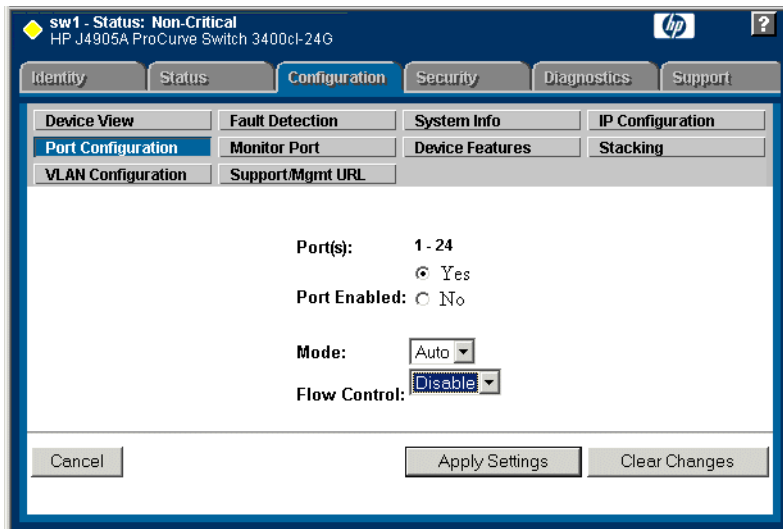 sw1 - Status: Non-Critical
HP J4905A ProCurve Switch 3400cl-24G
hp
?
Identity Status Configuration Security Diagnostics Support
Device View Fault Detection System Info IP Configuration
Port Configuration Monitor Port Device Features Stacking
VLAN Configuration Support/Mgmt URL
Port(s): 1 - 24
Yes
Port Enabled: No
Mode: Auto
Flow Control: Disable
Cancel Apply Settings Clear Changes